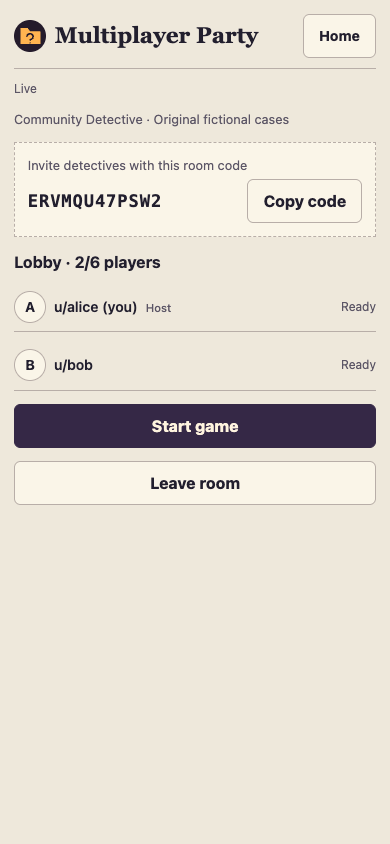 Multiplayer Party
Home
Live
Community Detective · Original fictional cases
Invite detectives with this room code
ERVMQU47PSW2
Copy code
Lobby · 2/6 players
A u/alice (you) Host Ready
B u/bob Ready
Start game
Leave room